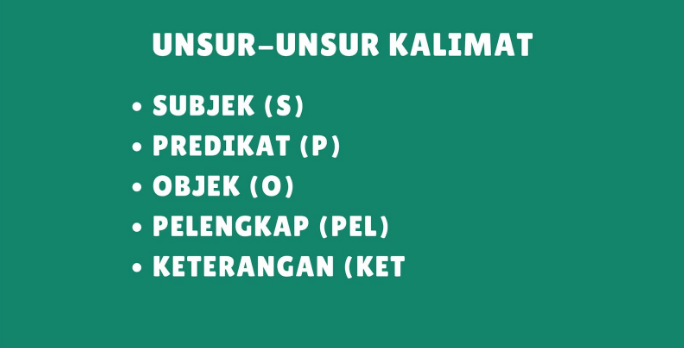 UNSUR-UNSUR KALIMAT
• SUBJEK (S)
• PREDIKAT (P)
• OBJEK (O)
• PELENGKAP (PEL)
• KETERANGAN (KET